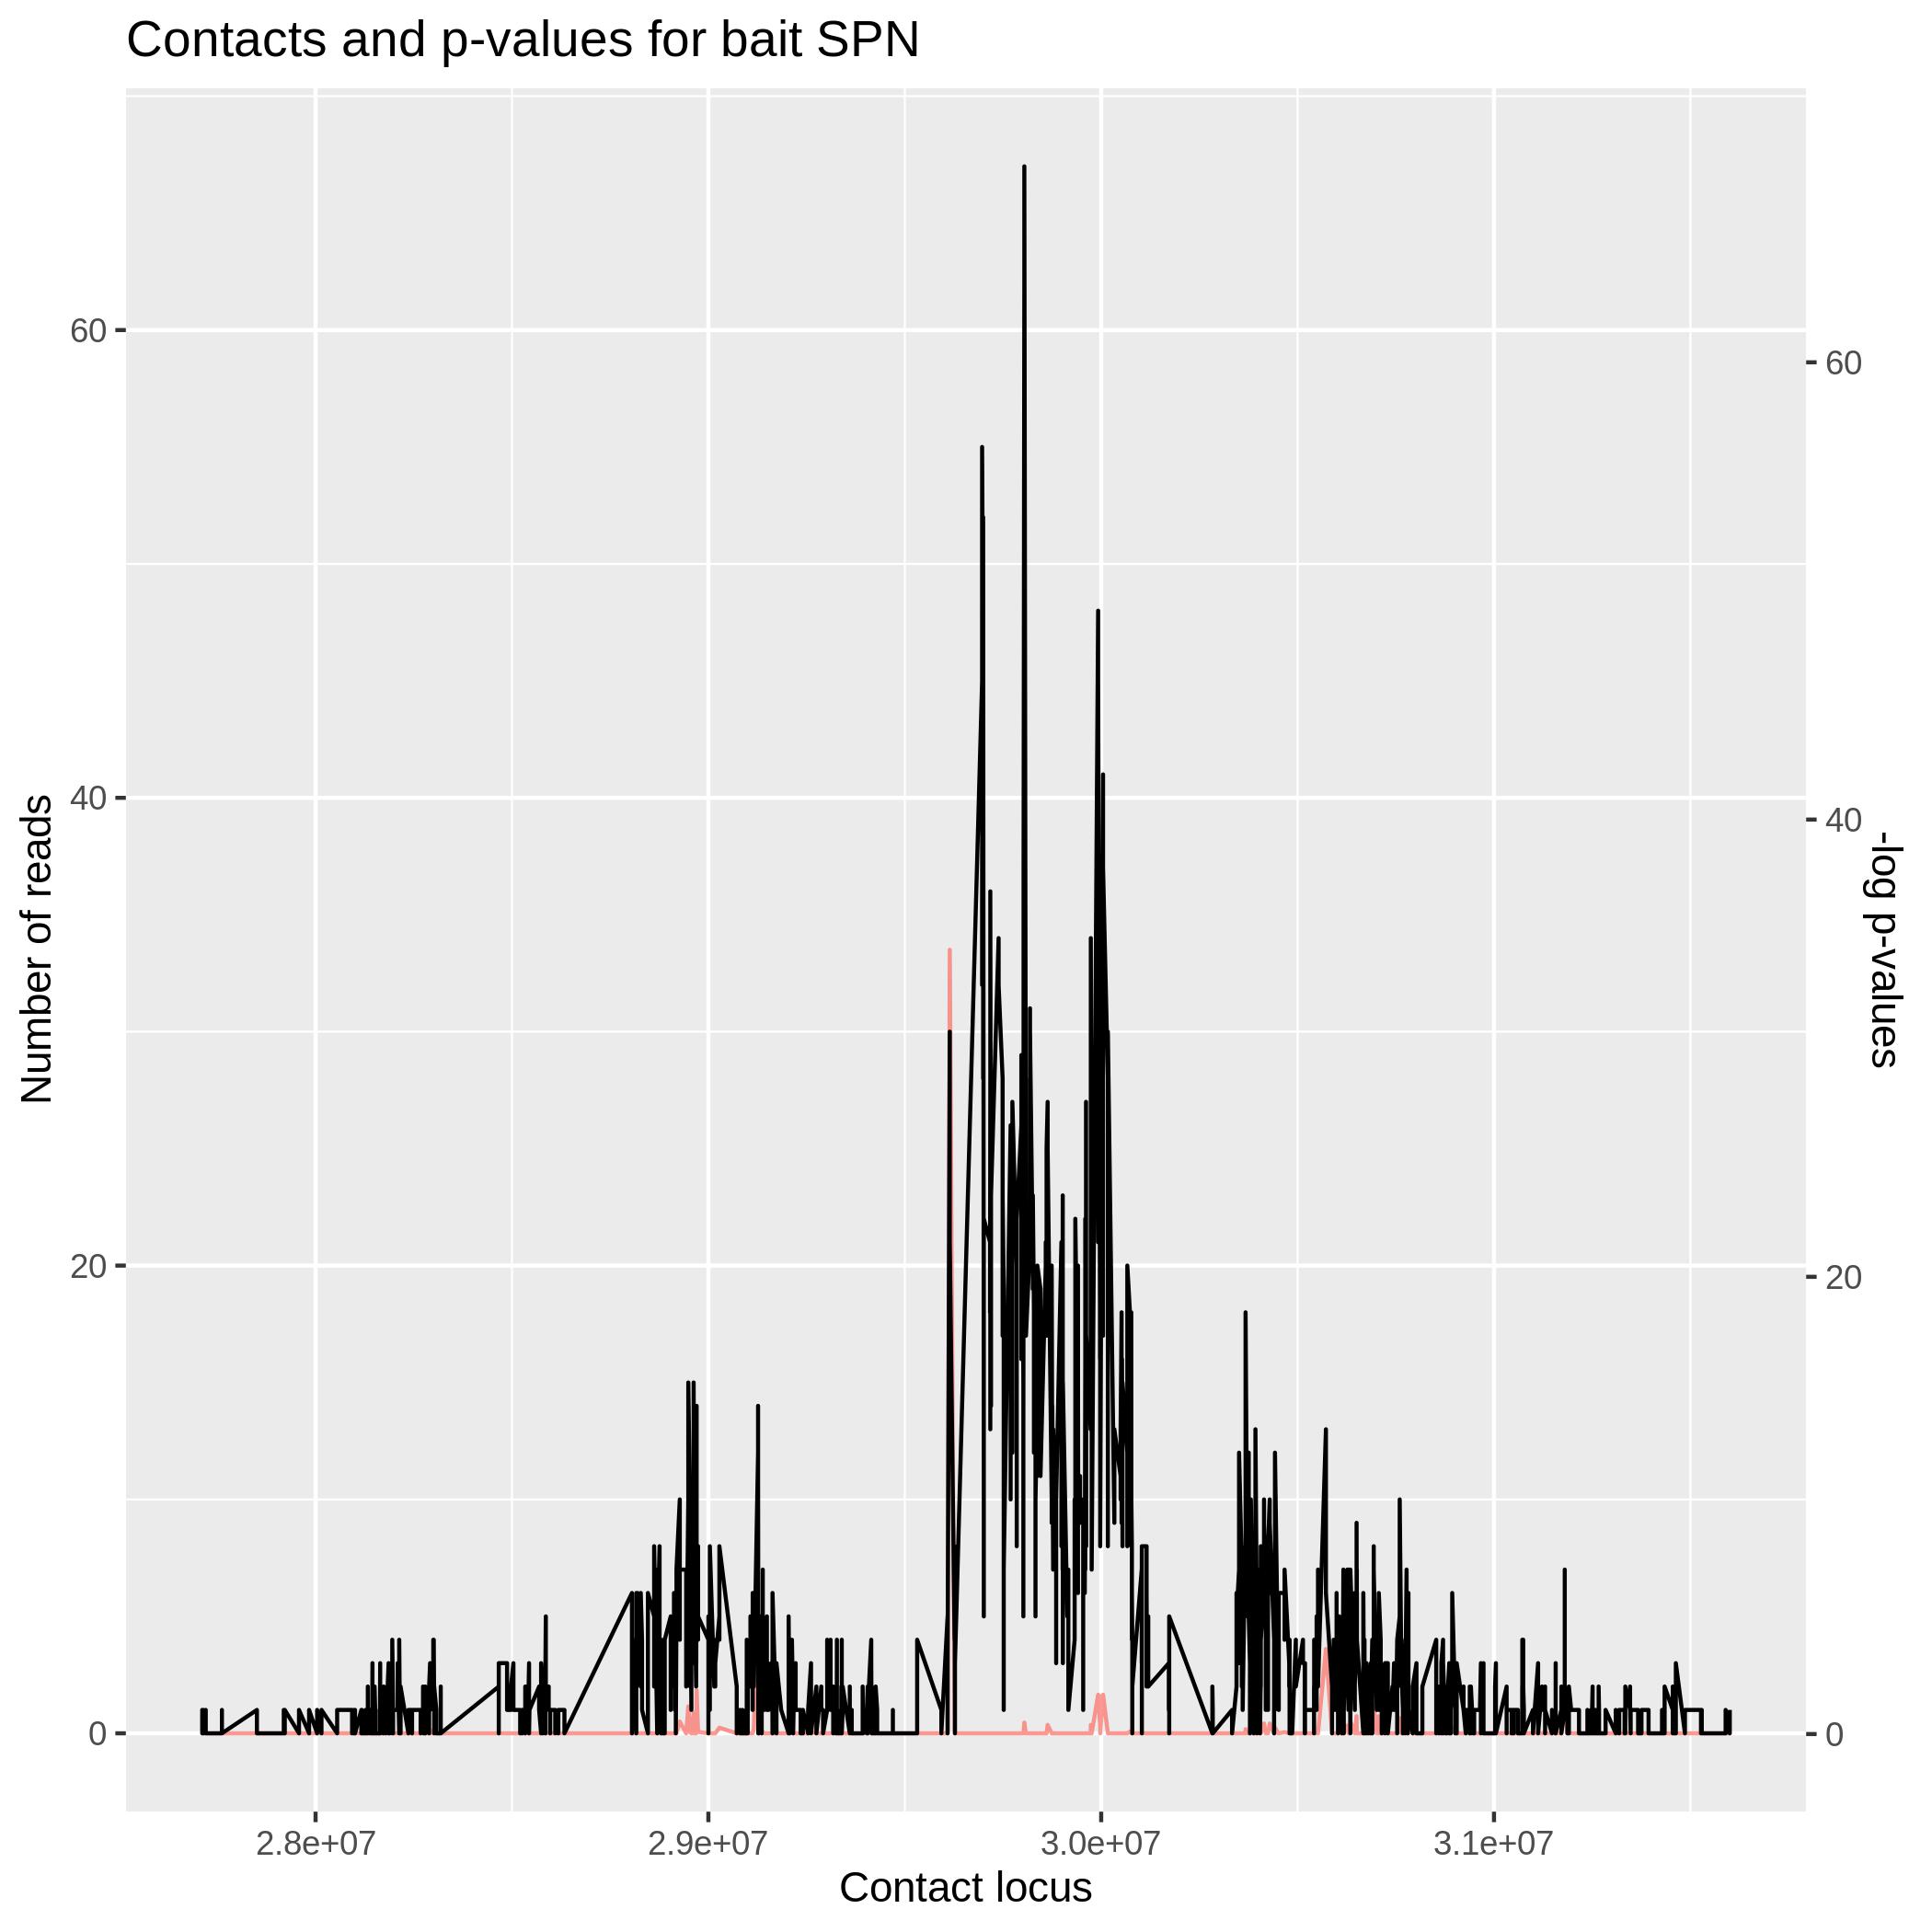 Contacts and p-values for bait SPN
60
40
20
0
Number of reads
60
40
20
0
-log p-values
2.8e+07
2.9e+07
3.0e+07
3.1e+07
Contact locus